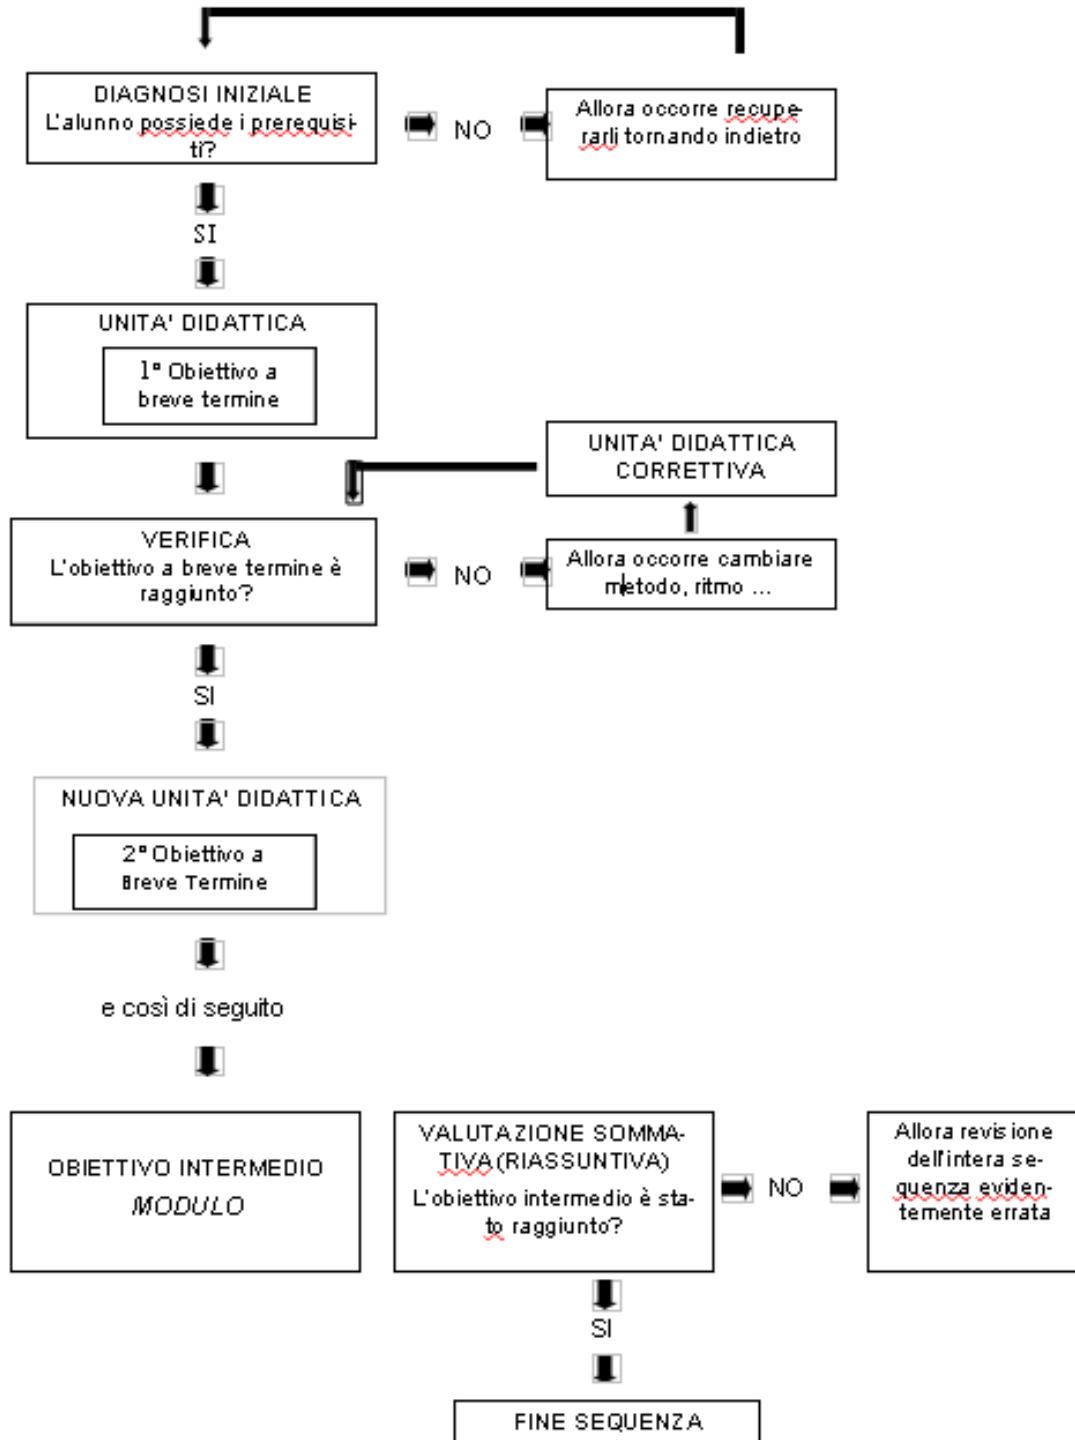 DIAGNOSI INIZIALE
L'alunno possiede i prerequisi-
ti?
NO
Allora occorre recupe-
rarli tornando indietro
SI
UNITA' DIDATTICA
1° Obiettivo a
breve termine
UNITA' DIDATTICA
CORRETTIVA
VERIFICA
L'obiettivo a breve termine è
raggiunto?
NO
Allora occorre cambiare
metodo, ritmo ...
SI
NUOVA UNITA' DIDATTICA
2° Obiettivo a
Breve Termine
e così di seguito
OBIETTIVO INTERMEDIO
MODULO
VALUTAZIONE SOMMA-
TIVA (RIASSUNTIVA)
L'obiettivo intermedio è sta-
to raggiunto?
NO
Allora revisione
dell'intera se-
quenza eviden-
temente errata
SI
FINE SEQUENZA